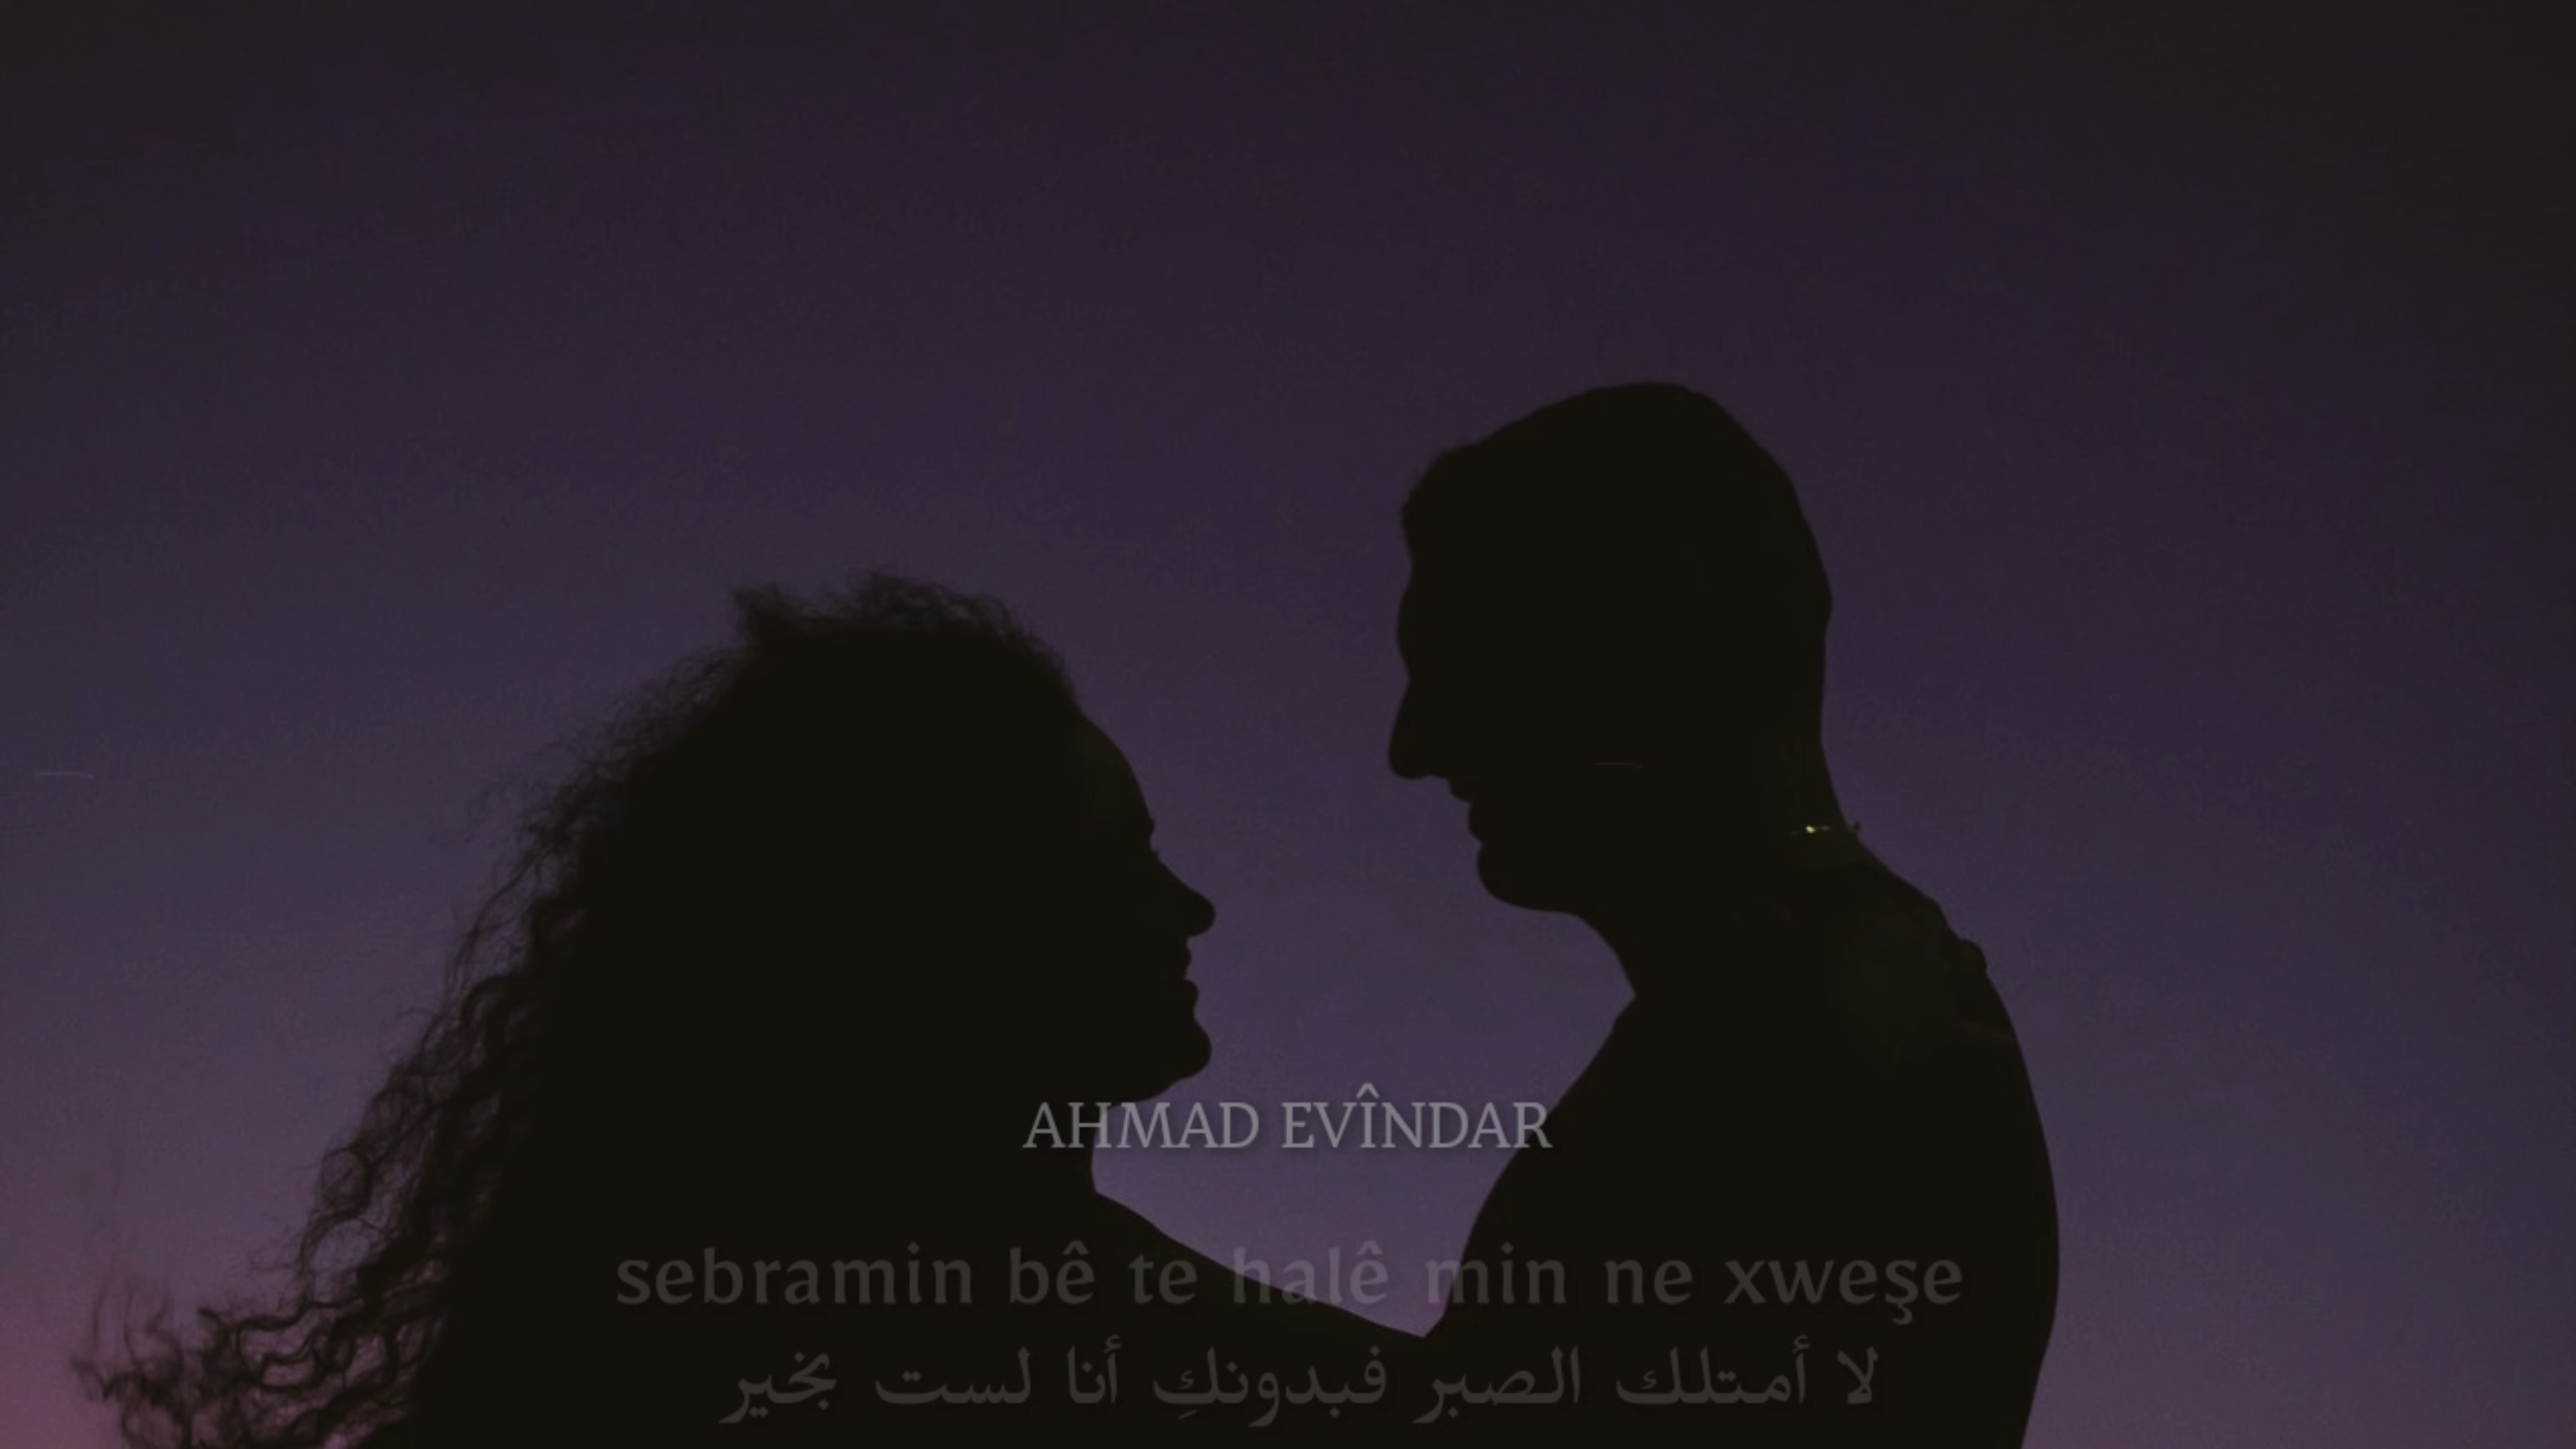 AHMAD EVÎNDAR
sebramin bê te halê min ne xweşe
لا أمتلك الصبر فبدونكِ أنا لست بخير